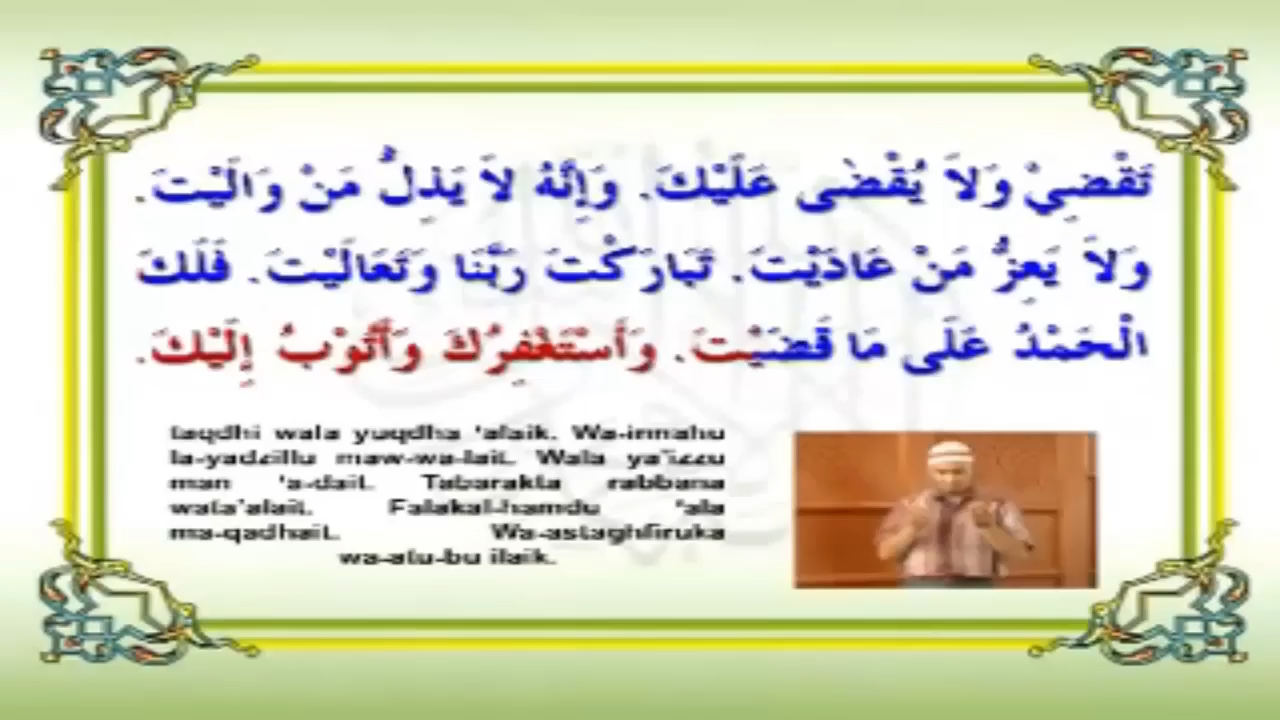 تَقْضِيْ وَلاَ يُقْضٰى عَلَيْكَ. وَإِنَّهُ لاَ يَذِلُّ مَنْ وَالَيْتَ.
وَلاَ يَعِزُّ مَنْ عَادَيْتَ. تَبَارَكْتَ رَبَّنَا وَتَعَالَيْتَ. فَلَكَ
الْحَمْدُ عَلَى مَا قَضَيْتَ. وَأَسْتَغْفِرُكَ وَأَتُوْبُ إِلَيْكَ.
taqdhi wala yuqdha ‘alaik. Wa-innahu
la-yadzillu maw-wa-lait. Wala ya’izzu
man ‘a-dait. Tabarakta rabbana
wata’alait. Falakal-hamdu ‘ala
ma-qadhait. Wa-astaghfiruka
wa-atu-bu ilaik.